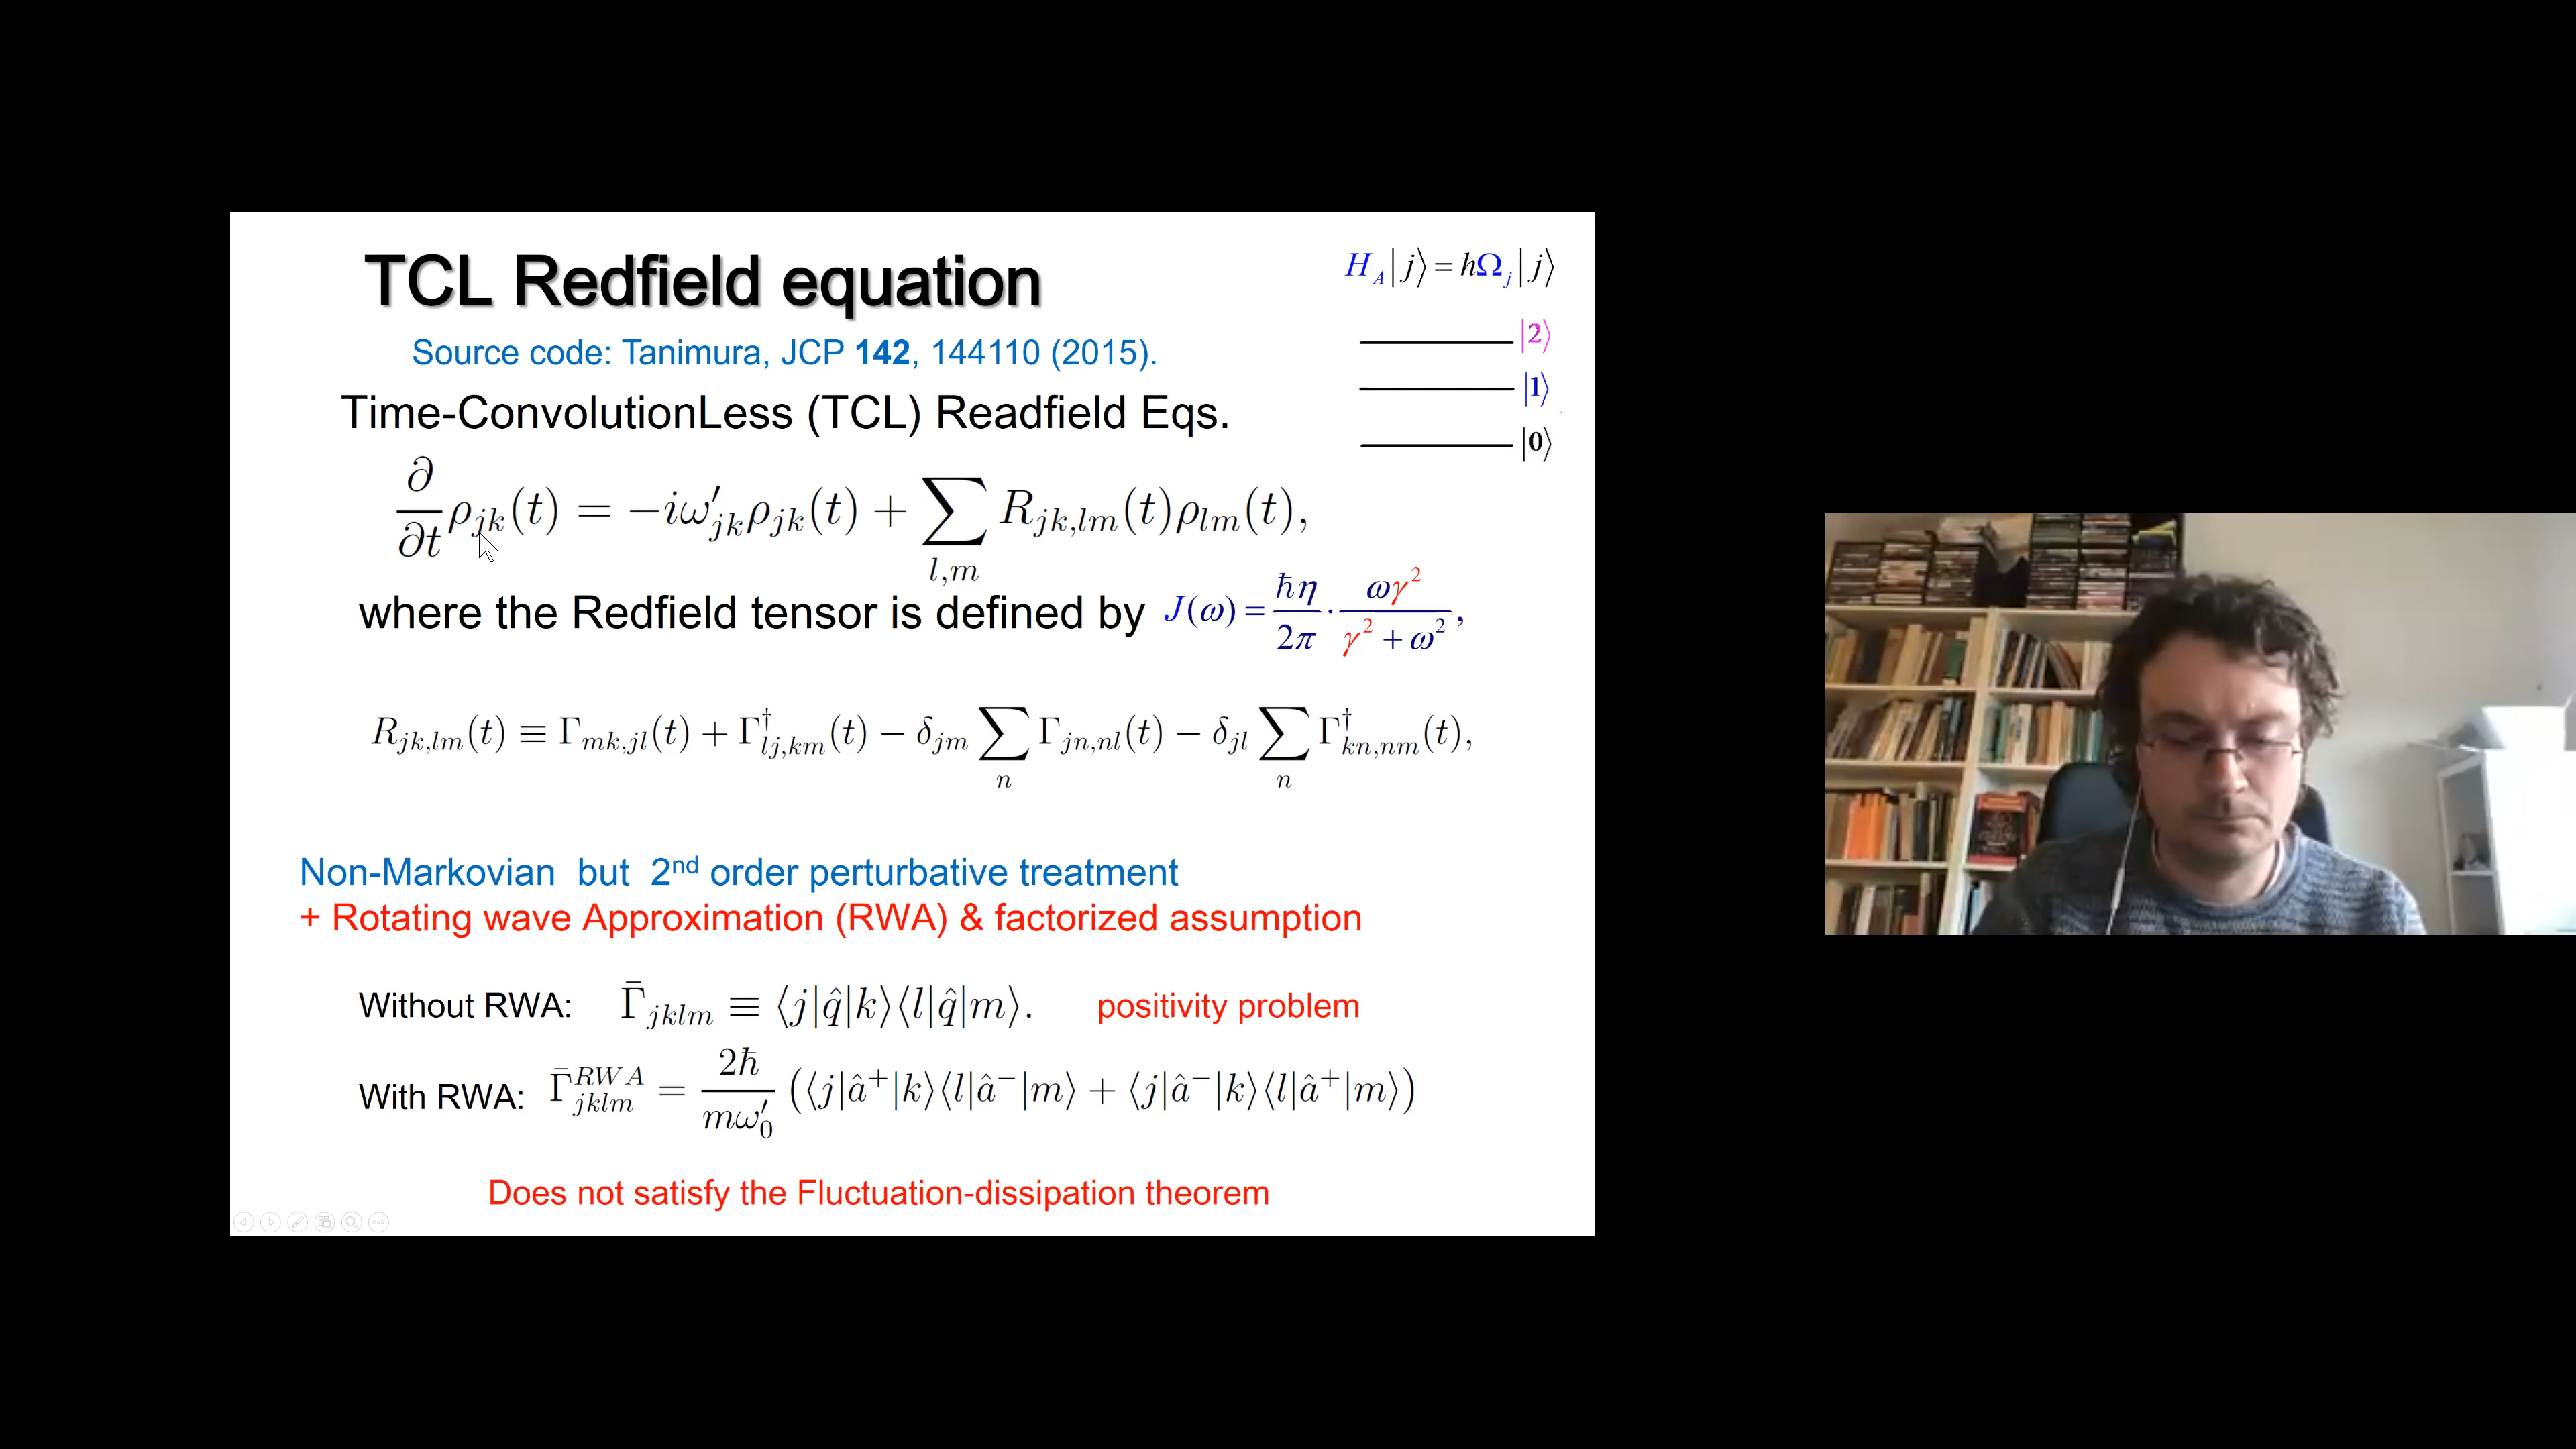 TCL Redfield equation
H_A|j⟩ = ħΩ_j|j⟩
Source code: Tanimura, JCP 142, 144110 (2015).
|2⟩
|1⟩
Time-ConvolutionLess (TCL) Readfield Eqs.
|0⟩
∂/∂t ρ_jk(t) = −iω′_jk ρ_jk(t) + ∑_{l,m} R_{jk,lm}(t)ρ_lm(t),
where the Redfield tensor is defined by J(ω) = ħη/2π · ωγ²/(γ² + ω²),
R_{jk,lm}(t) ≡ Γ_{mk,jl}(t) + Γ†_{lj,km}(t) − δ_jm ∑_n Γ_{jn,nl}(t) − δ_jl ∑_n Γ†_{kn,nm}(t),
Non-Markovian but 2nd order perturbative treatment
+ Rotating wave Approximation (RWA) & factorized assumption
Without RWA: Γ̄_jklm ≡ ⟨j|q̂|k⟩⟨l|q̂|m⟩. positivity problem
With RWA: Γ̄^{RWA}_jklm = 2ħ/mω′_0 (⟨j|â⁺|k⟩⟨l|â⁻|m⟩ + ⟨j|â⁻|k⟩⟨l|â⁺|m⟩)
Does not satisfy the Fluctuation-dissipation theorem